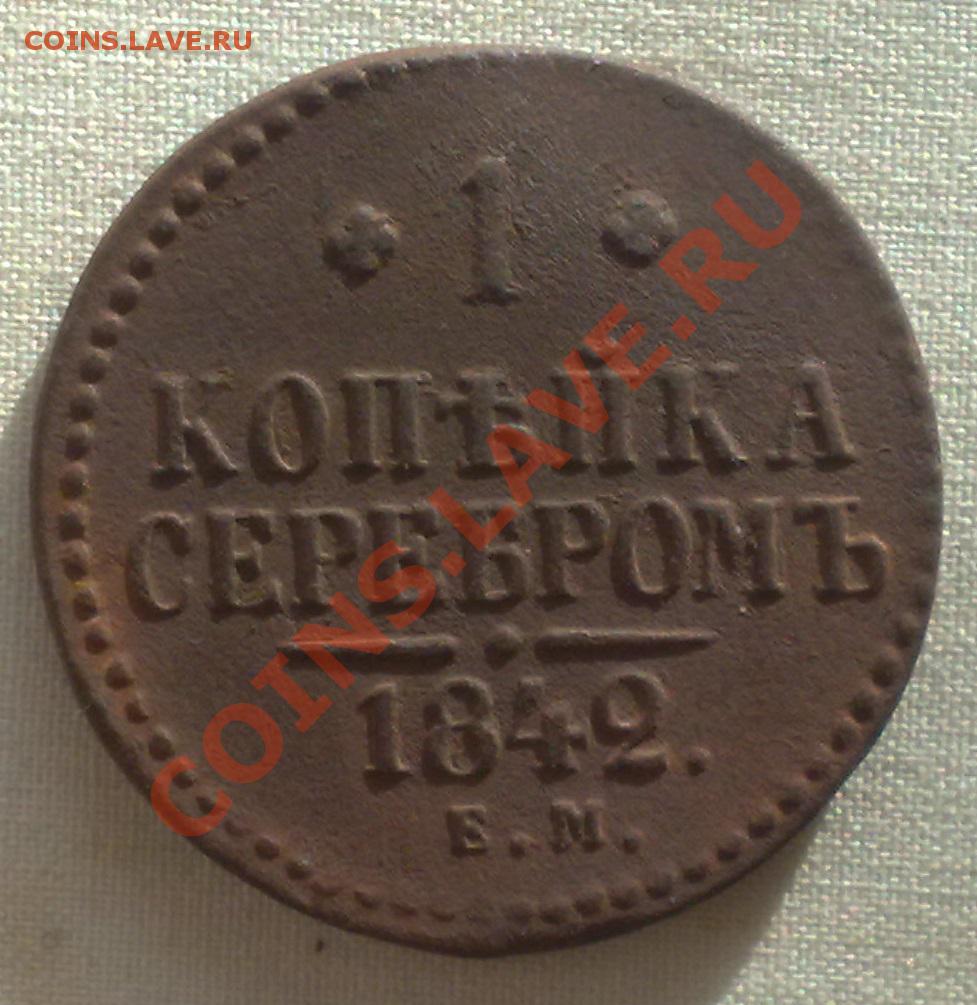 COINS.LAVE.RU
1
КОПѢЙКА
СЕРЕБРОМЪ
1842.
Е.М.
COINS.LAVE.RU